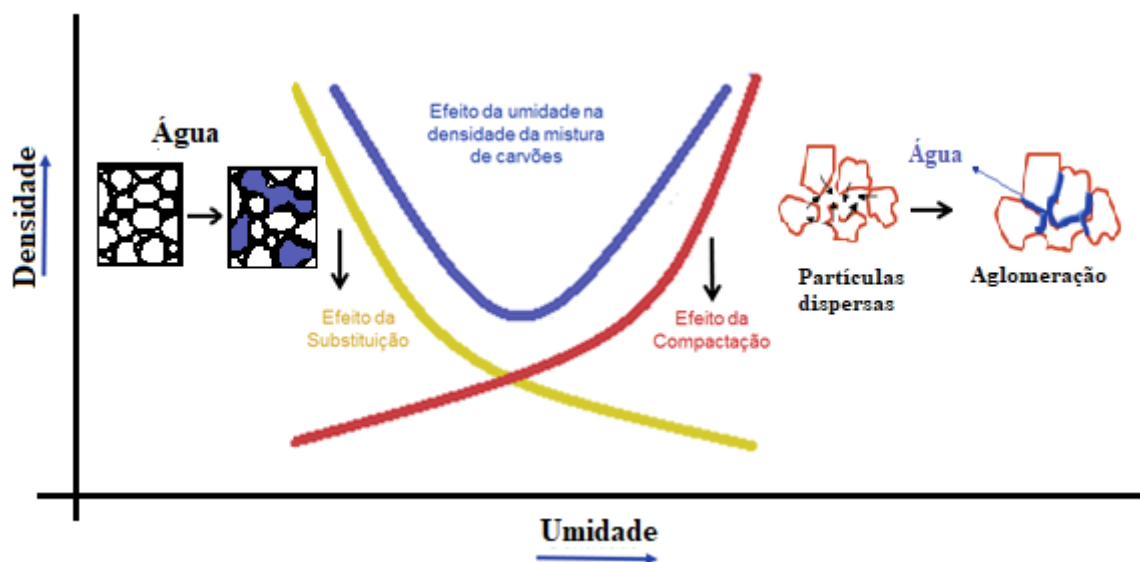 Densidade
Água
Efeito da umidade na
densidade da mistura
de carvões
Efeito da
Substituição
Efeito da
Compactação
Água
Partículas
dispersas
Aglomeração
Umidade